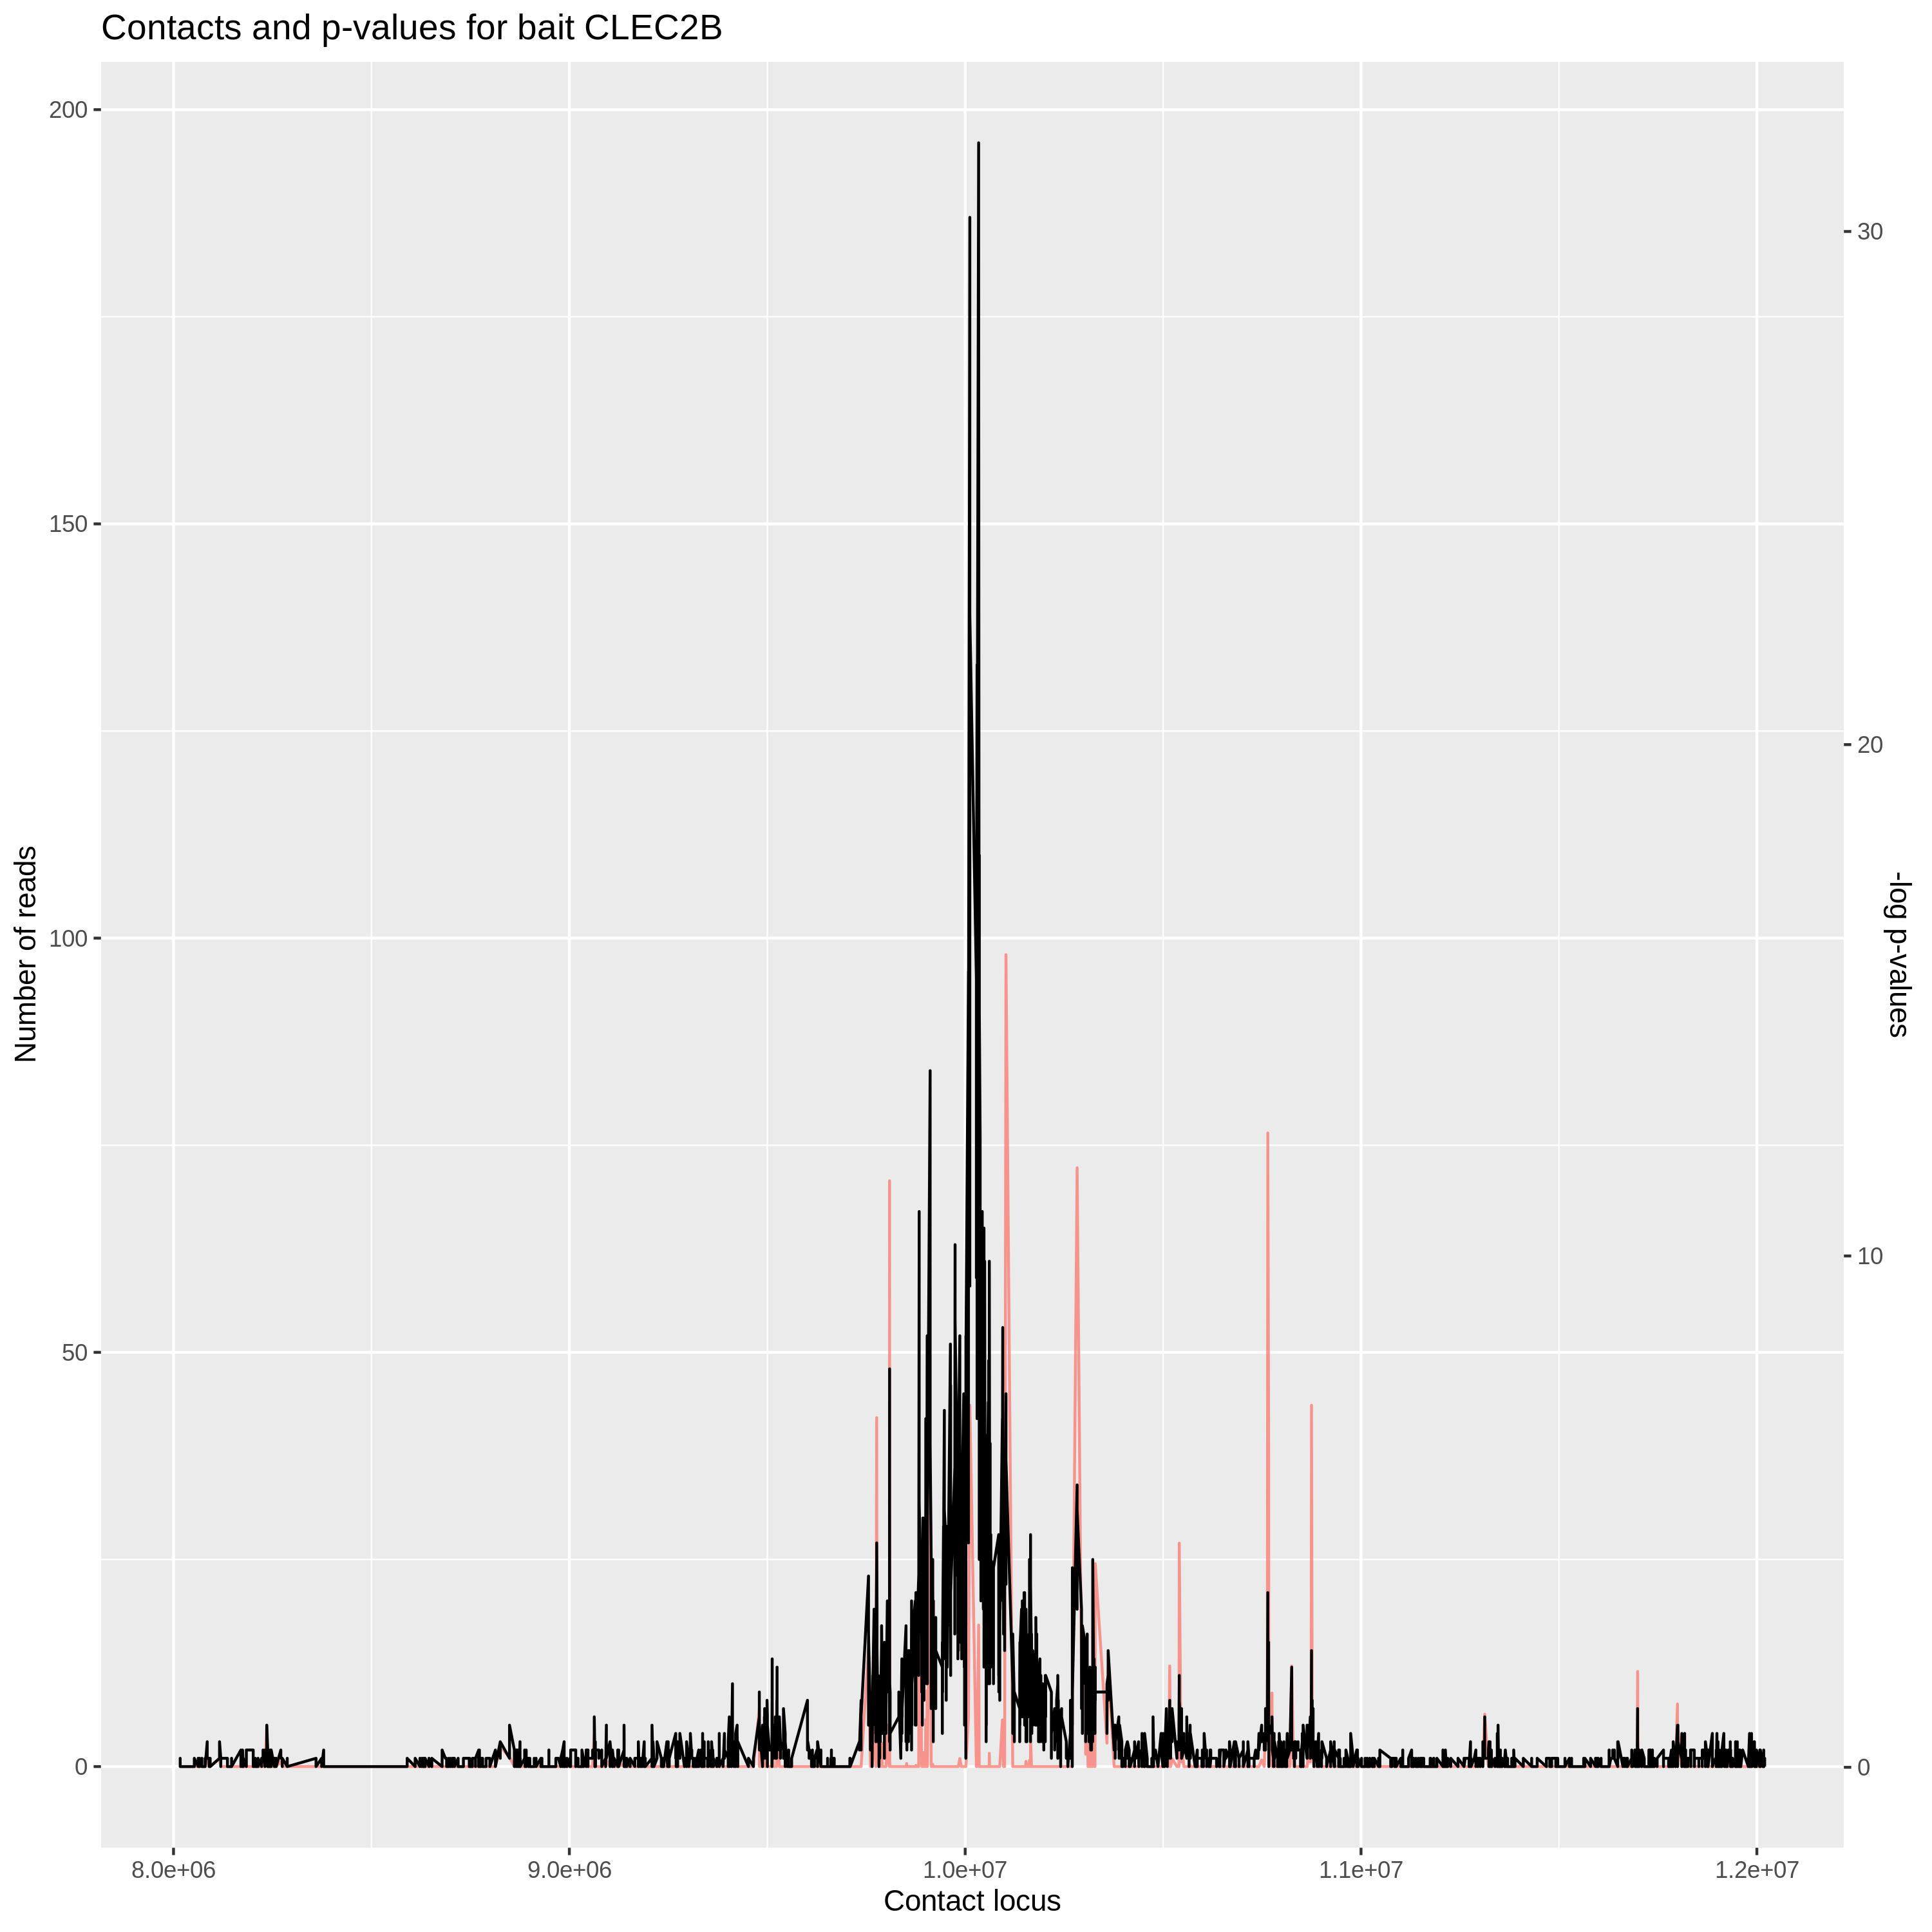 Contacts and p-values for bait CLEC2B
200
150
100
50
0
Number of reads
30
20
10
0
-log p-values
8.0e+06 9.0e+06 1.0e+07 1.1e+07 1.2e+07
Contact locus